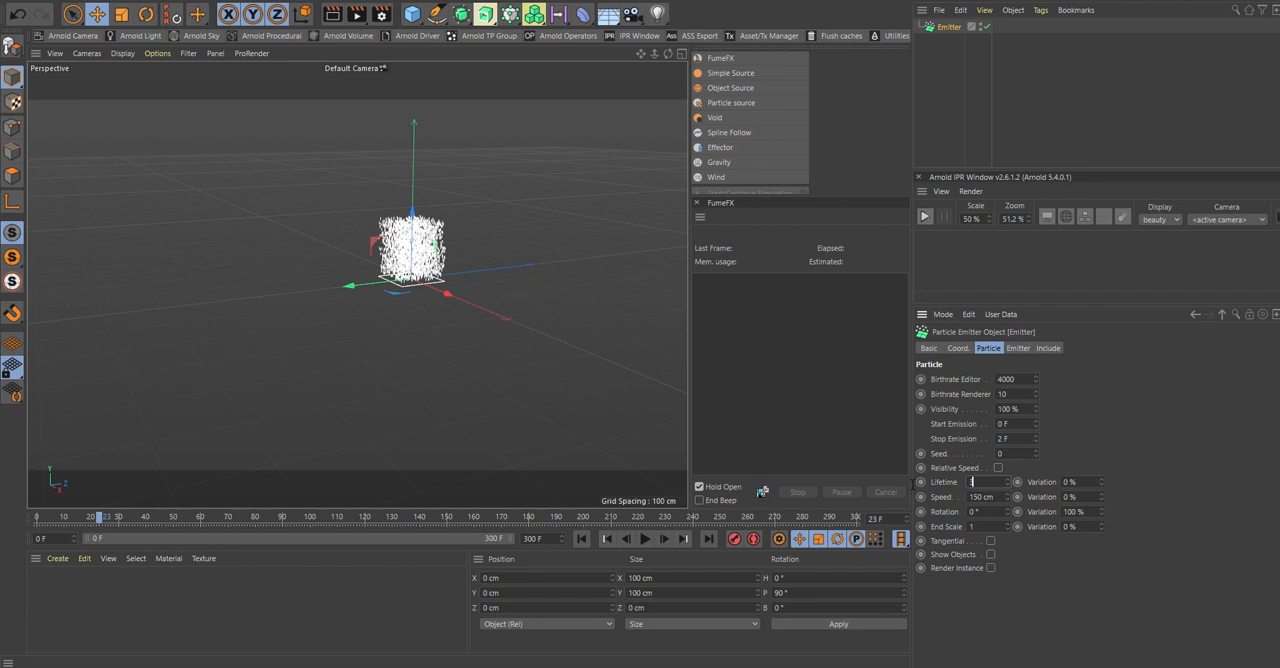 File Edit View Object Tags Bookmarks
Emitter
Arnold Camera Arnold Light Arnold Sky Arnold Procedural Arnold Volume Arnold Driver Arnold TP Group OP Arnold Operators IPR IPR Window Ass ASS Export Tx Asset/Tx Manager Flush caches Utilities
View Cameras Display Options Filter Panel ProRender
Perspective
Default Camera
FumeFX
Simple Source
Object Source
Particle source
Void
Spline Follow
Effector
Gravity
Wind
FumeFX
Last Frame: Elapsed:
Mem. usage: Estimated:
Hold Open
End Beep
Stop Pause Cancel
Arnold IPR Window v2.6.1.2 (Arnold 5.4.0.1)
View Render
Scale Zoom Display Camera
50 % 51.2 % beauty <active camera>
Mode Edit User Data
Particle Emitter Object [Emitter]
Basic Coord. Particle Emitter Include
Particle
Birthrate Editor . 4000
Birthrate Renderer 10
Visibility . . . . . . 100 %
Start Emission . . 0 F
Stop Emission . . 2 F
Seed. . . . . . . . . 0
Relative Speed . .
Lifetime Variation 0 %
Speed. . 150 cm Variation 0 %
Rotation 0 ° Variation 100 %
End Scale 1 Variation 0 %
Tangential . . . . .
Show Objects . .
Render Instance
Grid Spacing : 100 cm
Y
Z
X
0 10 20 23 30 40 50 60 70 80 90 100 110 120 130 140 150 160 170 180 190 200 210 220 230 240 250 260 270 280 290 23 F
0 F 0 F 300 F 300 F
Create Edit View Select Material Texture
Position Size Rotation
X 0 cm X 100 cm H 0 °
Y 0 cm Y 100 cm P 90 °
Z 0 cm Z 0 cm B 0 °
Object (Rel) Size Apply